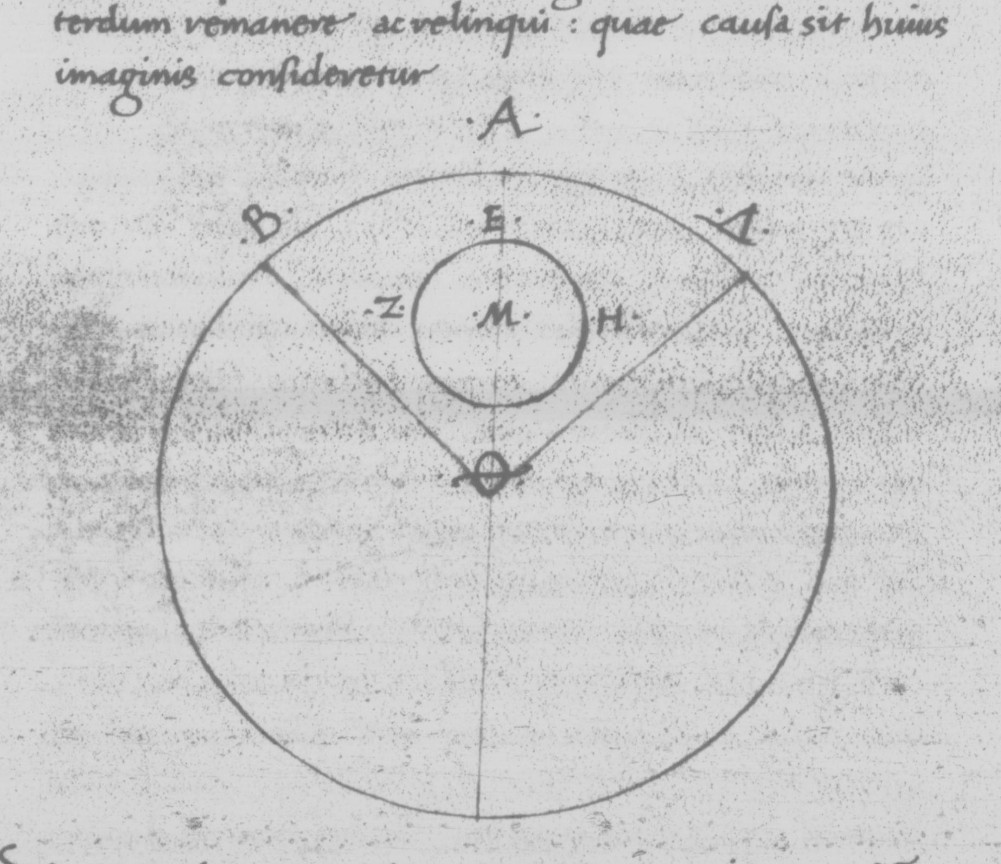 terdum remanere ac relinqui : quae causa sit huius
imaginis consideretur
·A·
·B· ·E· ·Δ·
·Z· ·M· ·H·
Θ